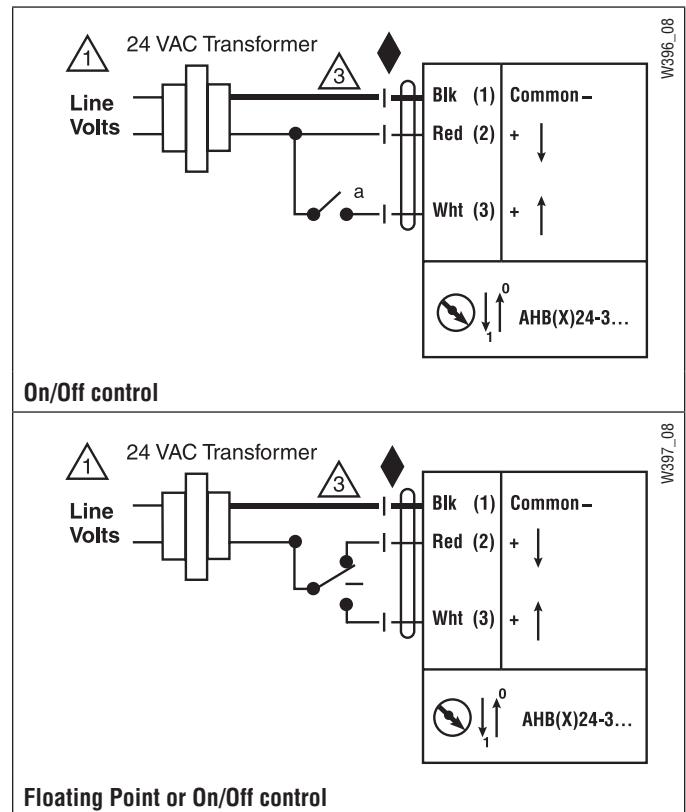 W396_08
1 24 VAC Transformer
3
Line
Volts
Blk (1) Common –
Red (2) + ↓
a
Wht (3) + ↑
0
1
AHB(X)24-3…
On/Off control
W397_08
1 24 VAC Transformer
3
Line
Volts
Blk (1) Common –
Red (2) + ↓
Wht (3) + ↑
0
1
AHB(X)24-3…
Floating Point or On/Off control